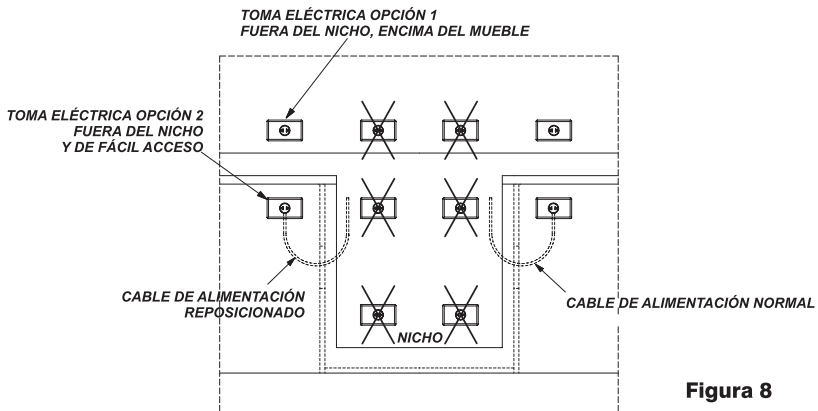 TOMA ELÉCTRICA OPCIÓN 1
FUERA DEL NICHO, ENCIMA DEL MUEBLE
TOMA ELÉCTRICA OPCIÓN 2
FUERA DEL NICHO
Y DE FÁCIL ACCESO
CABLE DE ALIMENTACIÓN
REPOSICIONADO
CABLE DE ALIMENTACIÓN NORMAL
NICHO
Figura 8